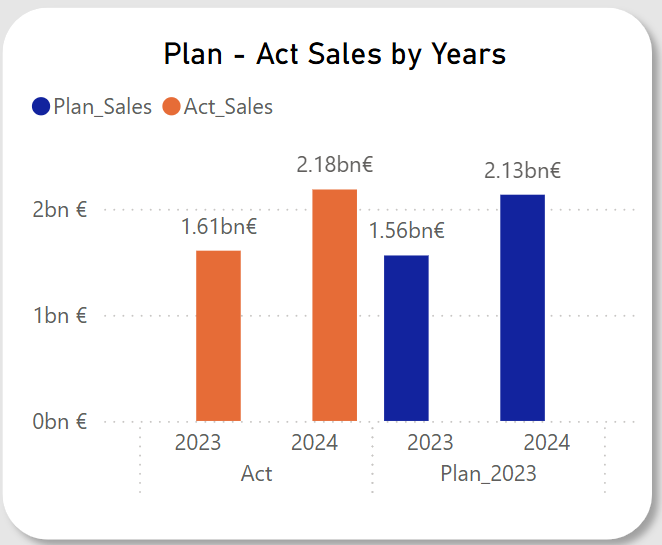 Plan - Act Sales by Years
Plan_Sales Act_Sales
2.18bn€ 2.13bn€
2bn €
1.61bn€ 1.56bn€
1bn €
0bn €
2023 2024 2023 2024
Act Plan_2023